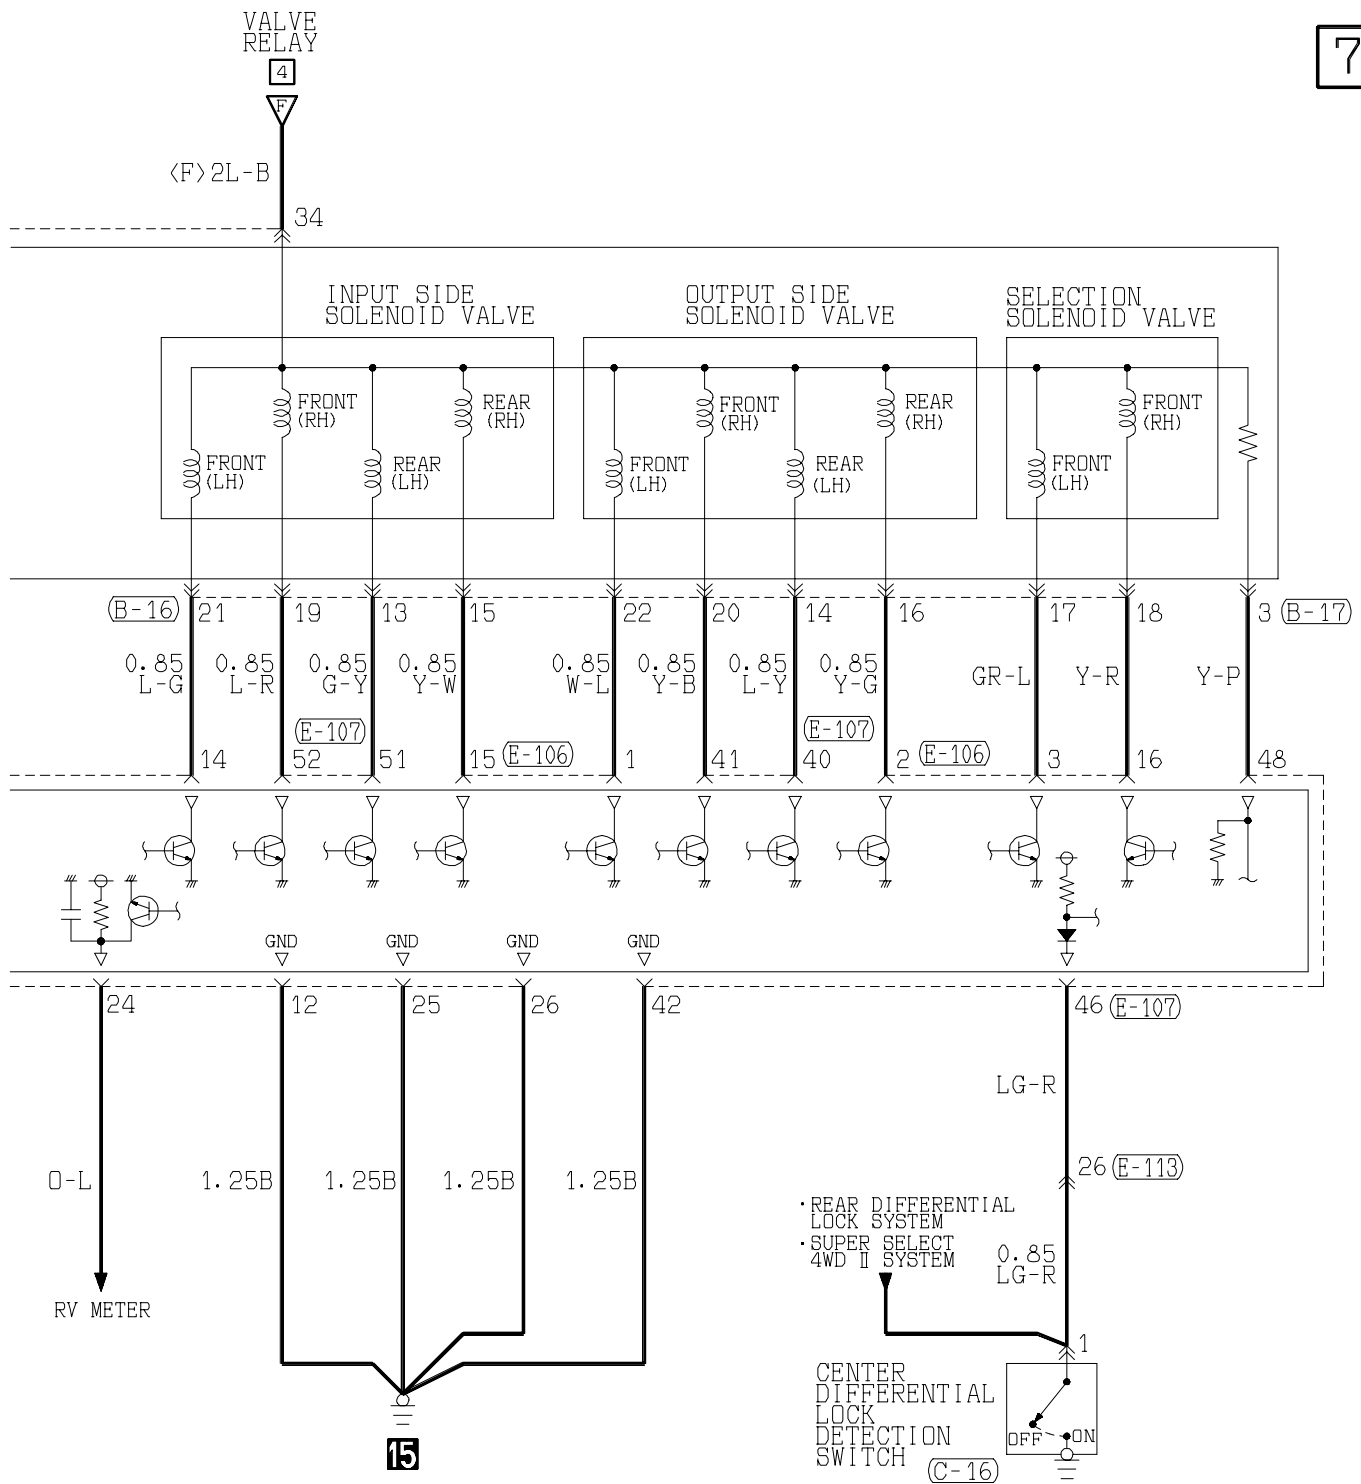 VALVE
RELAY
7
4
F
<F>2L-B
34
INPUT SIDE
SOLENOID VALVE
OUTPUT SIDE
SOLENOID VALVE
SELECTION
SOLENOID VALVE
FRONT
(RH)
REAR
(RH)
FRONT
(RH)
REAR
(RH)
FRONT
(RH)
FRONT
(LH)
REAR
(LH)
FRONT
(LH)
REAR
(LH)
FRONT
(LH)
B-16 21 19 13 15 22 20 14 16 17 18 3 B-17
0.85 0.85 0.85 0.85 0.85 0.85 0.85 0.85
L-G L-R G-Y Y-W W-L Y-B L-Y Y-G GR-L Y-R Y-P
E-107 E-107
14 52 51 15 E-106 1 41 40 2 E-106 3 16 48
GND GND GND GND
24 12 25 26 42 46 E-107
LG-R
O-L 1.25B 1.25B 1.25B 1.25B 26 E-113
·REAR DIFFERENTIAL
LOCK SYSTEM
·SUPER SELECT
4WD II SYSTEM
0.85
LG-R
RV METER
1
CENTER
DIFFERENTIAL
LOCK
DETECTION
SWITCH
OFF ON
C-16
15